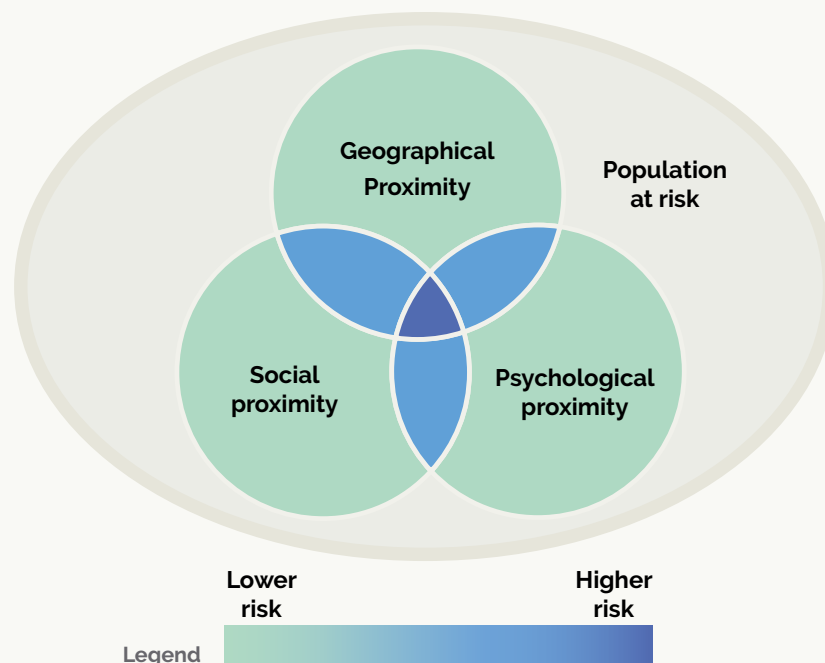 Geographical
Proximity
Population
at risk
Social
proximity
Psychological
proximity
Lower
risk
Higher
risk
Legend